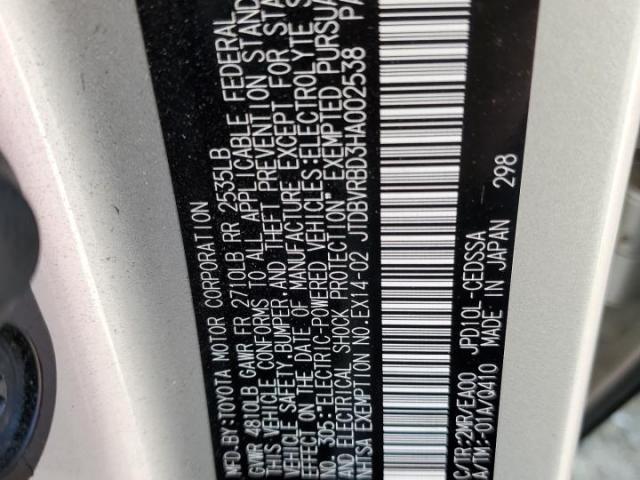 MFD.BY:TOYOTA MOTOR CORPORATION
GVWR 4810LB GAWR FR 2710LB RR 2535LB
THIS VEHICLE CONFORMS TO ALL APPLICABLE FEDERAL
VEHICLE SAFETY,BUMPER,AND THEFT PREVENTION STAND
EFFECT ON THE DATE OF MANUFACTURE EXCEPT FOR STA
NO. 305:"ELECTRIC-POWERED VEHICLES:ELECTROLYTE S
AND ELECTRICAL SHOCK PROTECTION" EXEMPTED PURSUA
NHTSA EXEMPTION NO.EX14-02 JTDBVRBD3HA002538 PA
C/TR:2MR/EA00 JPD10L-CEDSSA
A/TM:-01A/0410 MADE IN JAPAN 298